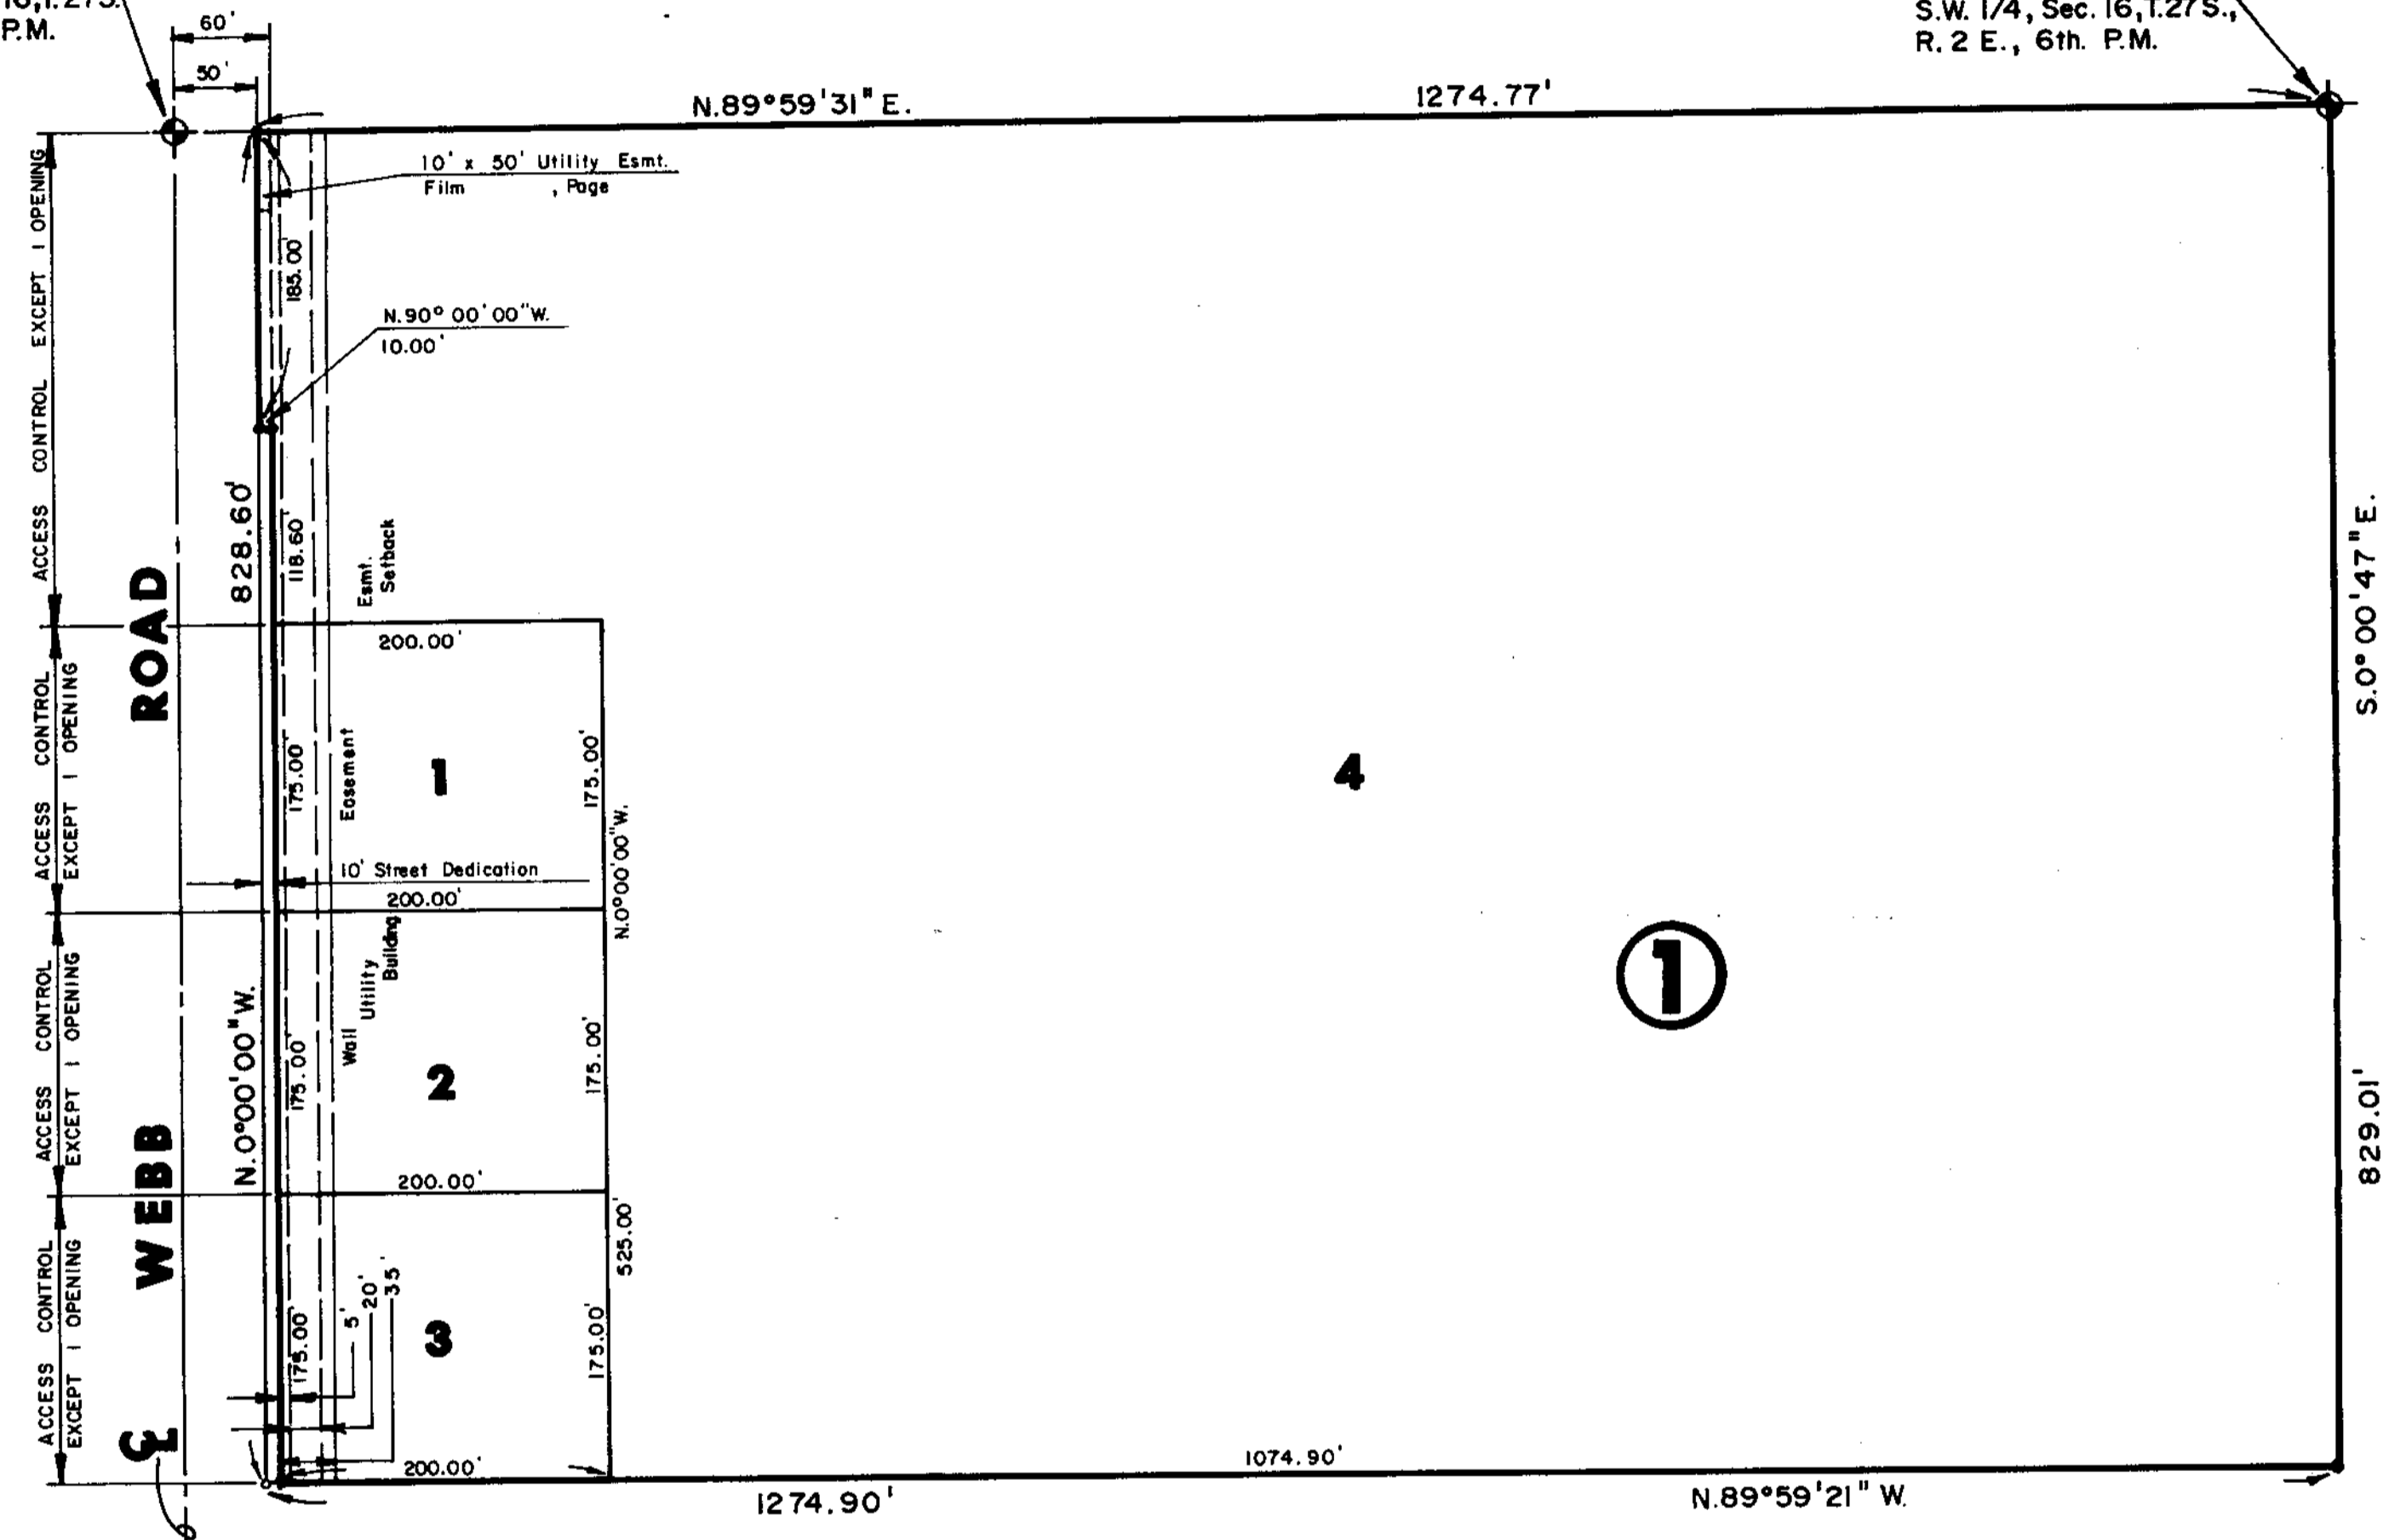 P.M.
S.W. 1/4, Sec. 16, T.27 S.,
R. 2 E., 6th. P.M.
60'
50'
N.89°59'31" E.
1274.77'
10' x 50' Utility Esmt.
Film , Page
185.00'
N.90° 00' 00" W.
10.00'
ACCESS CONTROL EXCEPT 1 OPENING
828.60'
118.60'
Esmt.
Setback
200.00'
ROAD
ACCESS CONTROL
EXCEPT 1 OPENING
175.00'
Easement
1
175.00'
4
S.0° 00' 47" E.
10' Street Dedication
200.00'
N.0°00'00"W.
1
ACCESS CONTROL
EXCEPT 1 OPENING
N.0°00'00"W.
175.00'
Wall
Utility
Building
2
175.00'
829.01'
200.00'
WEBB
ACCESS CONTROL
EXCEPT 1 OPENING
175.00'
5'
20'
35'
3
175.00'
525.00'
CL
200.00'
1074.90'
1274.90'
N.89°59'21" W.